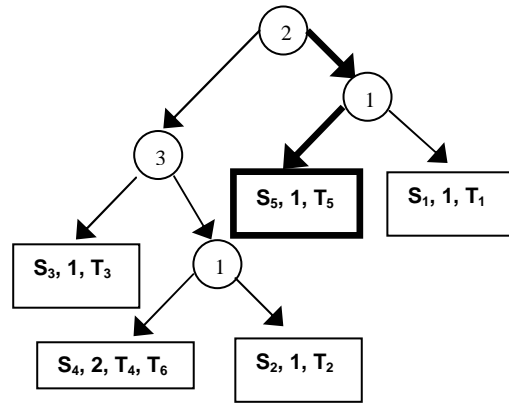 2
1
3
S₅, 1, T₅
S₁, 1, T₁
S₃, 1, T₃
1
S₄, 2, T₄, T₆
S₂, 1, T₂